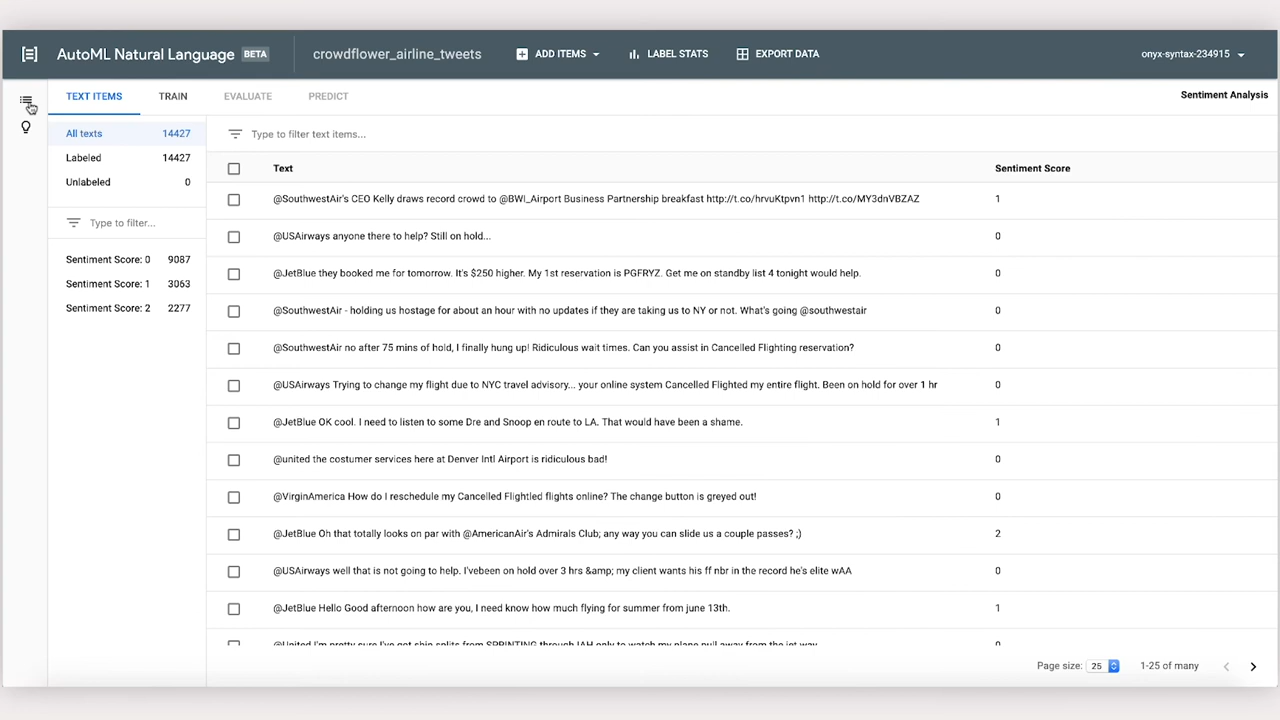 AutoML Natural Language BETA crowdflower_airline_tweets ADD ITEMS LABEL STATS EXPORT DATA onyx-syntax-234915
TEXT ITEMS TRAIN EVALUATE PREDICT Sentiment Analysis
All texts 14427
Labeled 14427
Unlabeled 0
Type to filter...
Sentiment Score: 0 9087
Sentiment Score: 1 3063
Sentiment Score: 2 2277
Type to filter text items...
Text Sentiment Score
@SouthwestAir's CEO Kelly draws record crowd to @BWI_Airport Business Partnership breakfast http://t.co/hrvuKtpvn1 http://t.co/MY3dnVBZAZ 1
@USAirways anyone there to help? Still on hold... 0
@JetBlue they booked me for tomorrow. It's $250 higher. My 1st reservation is PGFRYZ. Get me on standby list 4 tonight would help. 0
@SouthwestAir - holding us hostage for about an hour with no updates if they are taking us to NY or not. What's going @southwestair 0
@SouthwestAir no after 75 mins of hold, I finally hung up! Ridiculous wait times. Can you assist in Cancelled Flighting reservation? 0
@USAirways Trying to change my flight due to NYC travel advisory... your online system Cancelled Flighted my entire flight. Been on hold for over 1 hr 0
@JetBlue OK cool. I need to listen to some Dre and Snoop en route to LA. That would have been a shame. 1
@united the costumer services here at Denver Intl Airport is ridiculous bad! 0
@VirginAmerica How do I reschedule my Cancelled Flightled flights online? The change button is greyed out! 0
@JetBlue Oh that totally looks on par with @AmericanAir's Admirals Club; any way you can slide us a couple passes? ;) 2
@USAirways well that is not going to help. I'vebeen on hold over 3 hrs &amp; my client wants his ff nbr in the record he's elite wAA 0
@JetBlue Hello Good afternoon how are you, I need know how much flying for summer from june 13th. 1
@United I'm pretty sure I've got shin splits from SPRINTING through IAH only to watch my plane pull away from the jet way. 0
Page size: 25 1-25 of many